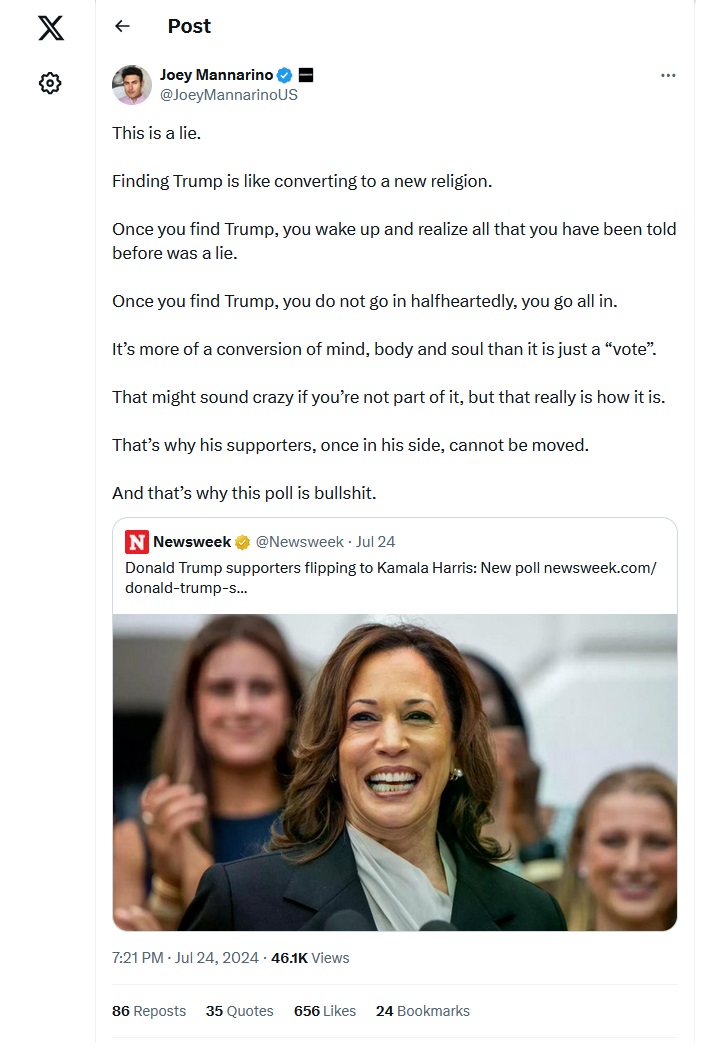 Post
Joey Mannarino
@JoeyMannarinoUS
This is a lie.
Finding Trump is like converting to a new religion.
Once you find Trump, you wake up and realize all that you have been told
before was a lie.
Once you find Trump, you do not go in halfheartedly, you go all in.
It’s more of a conversion of mind, body and soul than it is just a “vote”.
That might sound crazy if you’re not part of it, but that really is how it is.
That’s why his supporters, once in his side, cannot be moved.
And that’s why this poll is bullshit.
N Newsweek @Newsweek · Jul 24
Donald Trump supporters flipping to Kamala Harris: New poll newsweek.com/
donald-trump-s...
7:21 PM · Jul 24, 2024 · 46.1K Views
86 Reposts 35 Quotes 656 Likes 24 Bookmarks